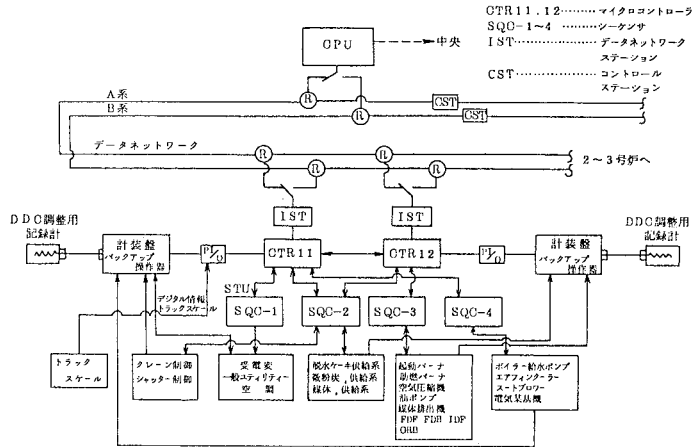 CTR11.12………マイクロコントローラ
SQC-1~4………シーケンサ
IST……………データネットワーク
ステーション
CST……………コントロール
ステーション
CPU
中央
A系
B系
R
R
CST
CST
データネットワーク
R
R
R
R
2~3号炉へ
IST
IST
DDC調整用
記録計
計装盤
バックアップ
操作器
PI/O
CTR11
CTR12
PI/O
計装盤
バックアップ
操作器
DDC調整用
記録計
デジタル情報
トラックスケール
STU
SQC-1
SQC-2
SQC-3
SQC-4
トラック
スケール
クレーン制御
シャッター制御
受電変
一般ユティリティー
空調
脱水ケーキ供給系
微粉炭,供給系
媒体,供給系
起動バーナ
助燃バーナ
空気圧縮機
油ポンプ
媒体排出機
FDF FDB IDF
ORB
ボイラー給水ポンプ
エアフィンクーラー
スートブロワー
電気集塵機